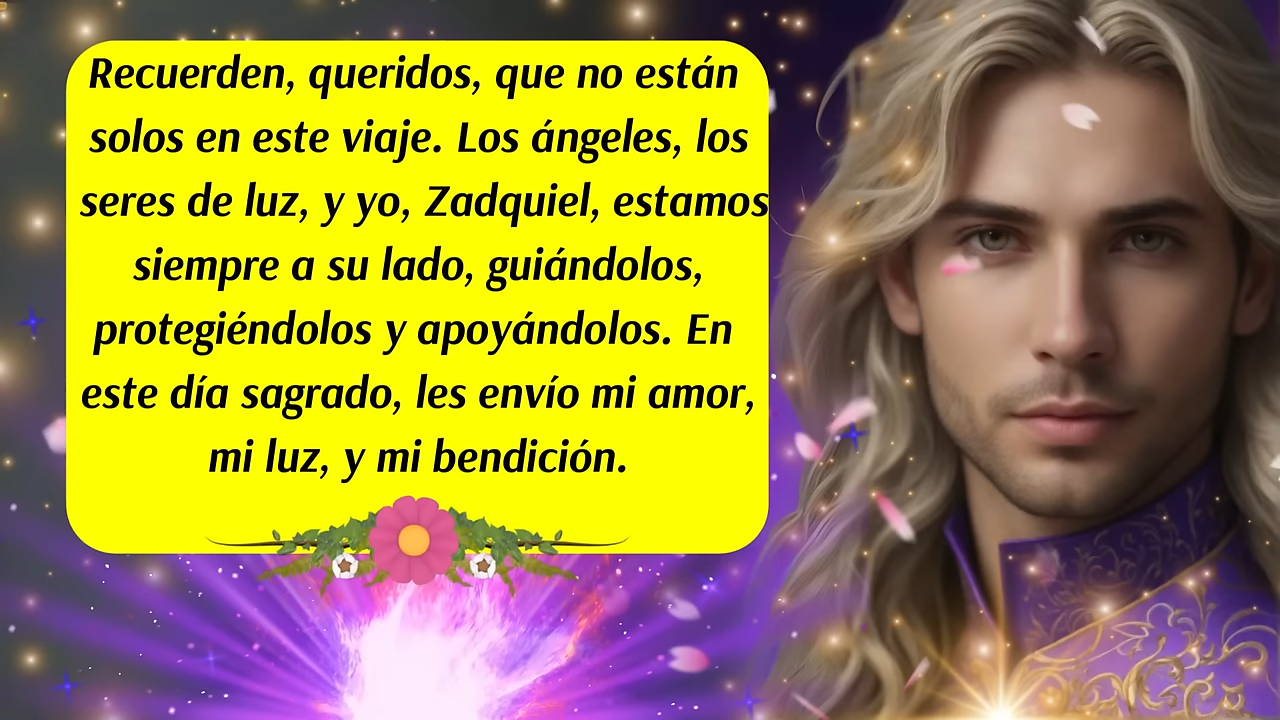 Recuerden, queridos, que no están
solos en este viaje. Los ángeles, los
seres de luz, y yo, Zadquiel, estamos
siempre a su lado, guiándolos,
protegiéndolos y apoyándolos. En
este día sagrado, les envío mi amor,
mi luz, y mi bendición.